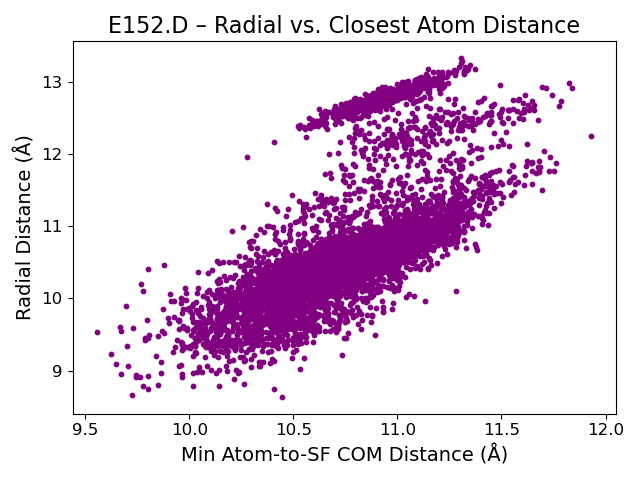 E152.D – Radial vs. Closest Atom Distance
Radial Distance (Å)
13
12
11
10
9
9.5 10.0 10.5 11.0 11.5 12.0
Min Atom-to-SF COM Distance (Å)